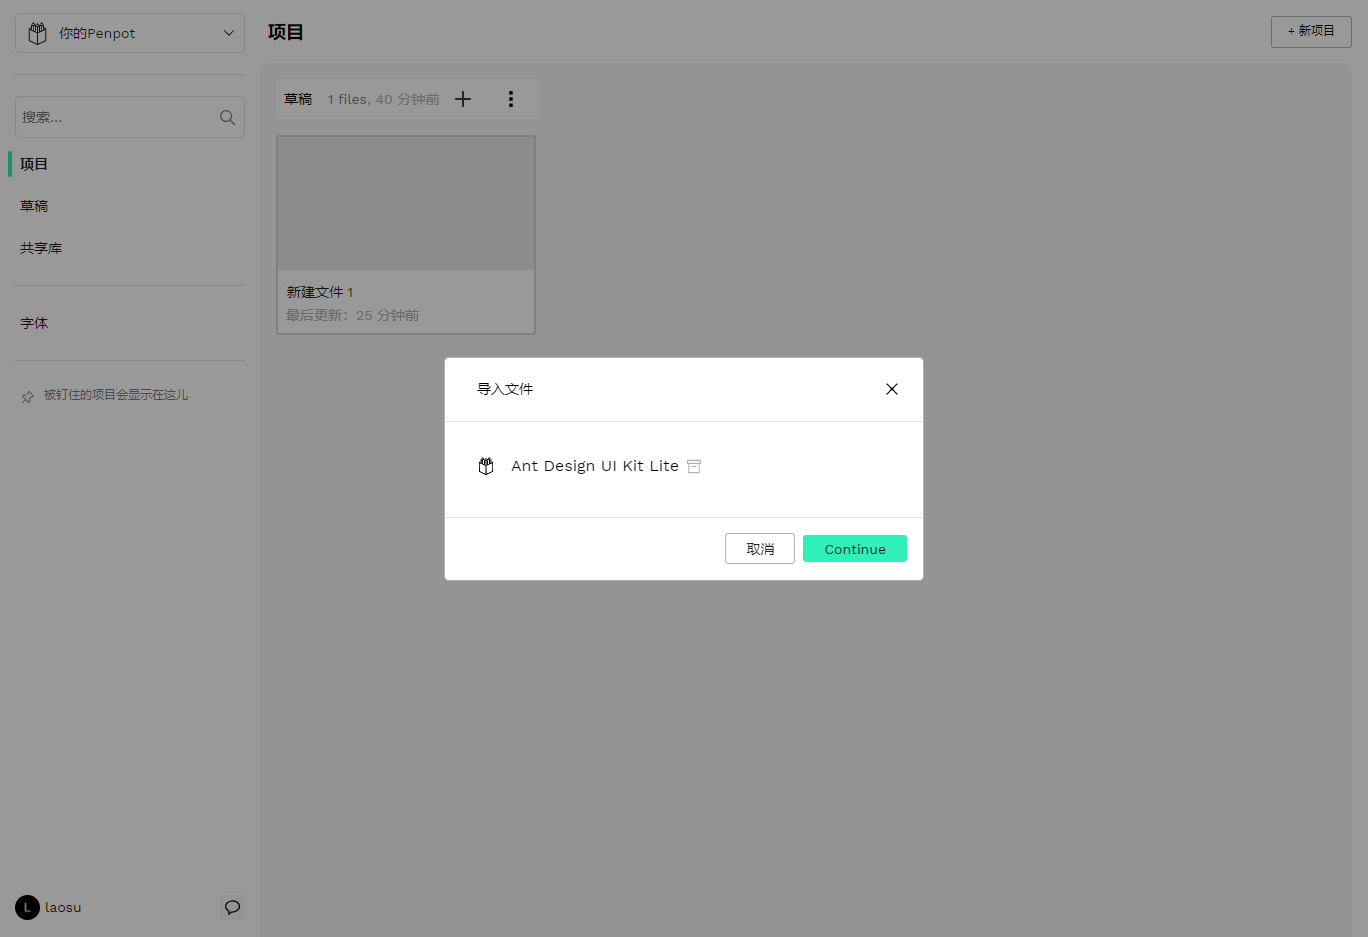 你的Penpot
项目
+ 新项目
搜索...
草稿 1 files, 40 分钟前
项目
草稿
共享库
新建文件 1
最后更新：25 分钟前
字体
被钉住的项目会显示在这儿
导入文件
Ant Design UI Kit Lite
取消
Continue
L
laosu